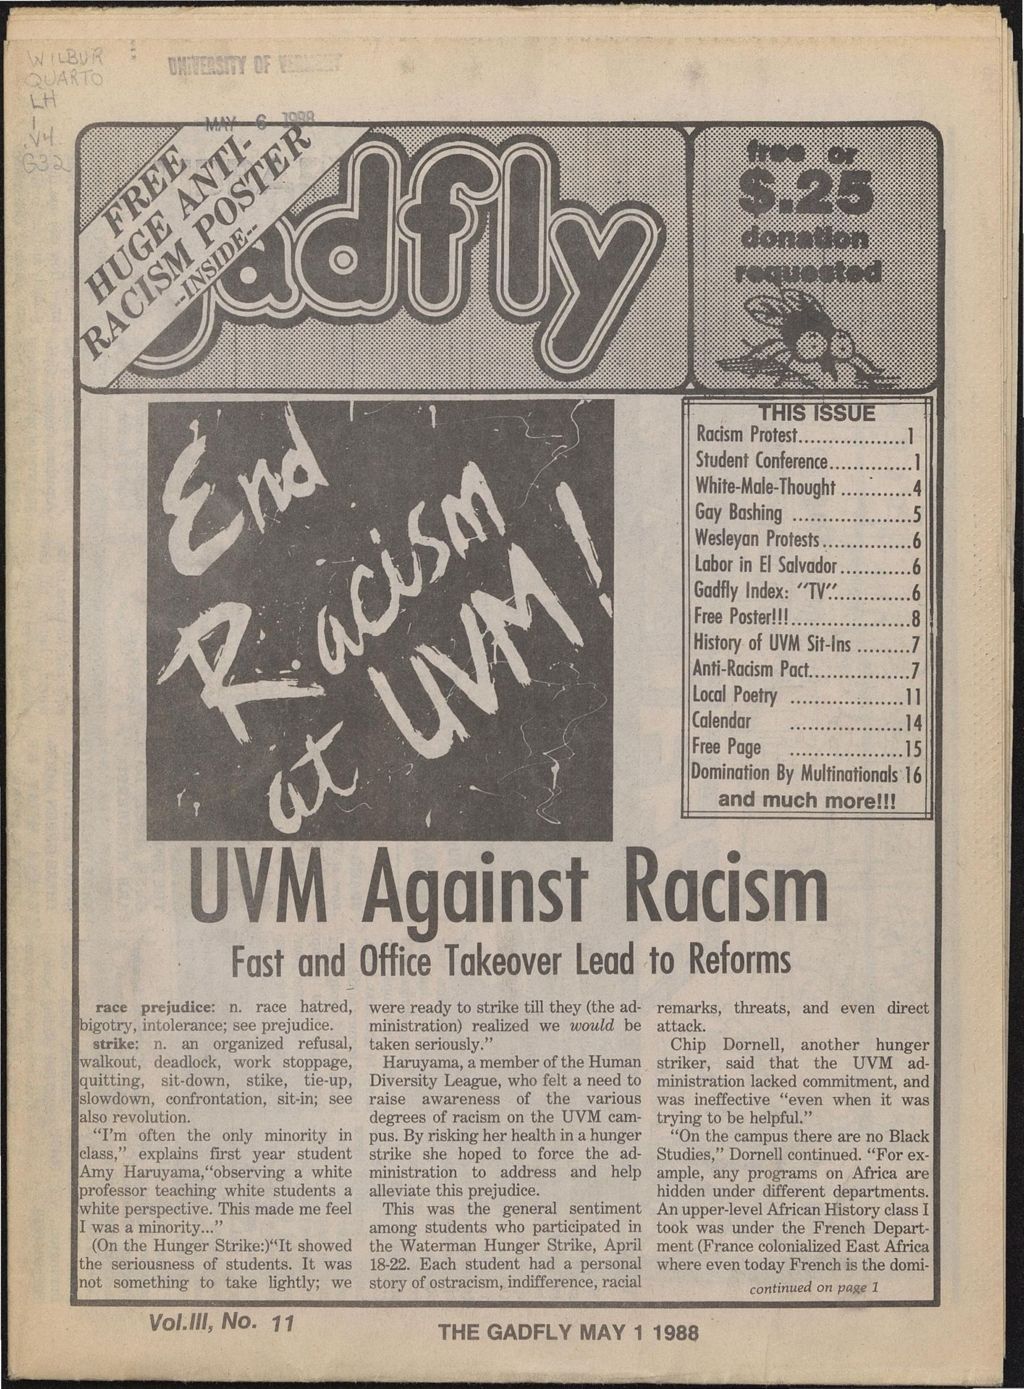 WILBUR
QUARTO
LH
1
.V4
G32
UNIVERSITY OF VERMONT
MAY 6 1988
FREE
HUGE ANTI-
RACISM POSTER
--INSIDE--
gadfly
free or
$.25
donation
requested
End
Racism
at UVM!
THIS ISSUE
Racism Protest..................1
Student Conference..............1
White-Male-Thought ............4
Gay Bashing ....................5
Wesleyan Protests...............6
Labor in El Salvador............6
Gadfly Index: "TV"..............6
Free Poster!!!....................8
History of UVM Sit-Ins .........7
Anti-Racism Pact.................7
Local Poetry ...................11
Calendar ...................14
Free Page ...................15
Domination By Multinationals 16
and much more!!!
UVM Against Racism
Fast and Office Takeover Lead to Reforms
race prejudice: n. race hatred,
bigotry, intolerance; see prejudice.
strike: n. an organized refusal,
walkout, deadlock, work stoppage,
quitting, sit-down, stike, tie-up,
slowdown, confrontation, sit-in; see
also revolution.
"I'm often the only minority in
class," explains first year student
Amy Haruyama,"observing a white
professor teaching white students a
white perspective. This made me feel
I was a minority..."
(On the Hunger Strike:)"It showed
the seriousness of students. It was
not something to take lightly; we
were ready to strike till they (the ad-
ministration) realized we would be
taken seriously."
Haruyama, a member of the Human
Diversity League, who felt a need to
raise awareness of the various
degrees of racism on the UVM cam-
pus. By risking her health in a hunger
strike she hoped to force the ad-
ministration to address and help
alleviate this prejudice.
This was the general sentiment
among students who participated in
the Waterman Hunger Strike, April
18-22. Each student had a personal
story of ostracism, indifference, racial
remarks, threats, and even direct
attack.
Chip Dornell, another hunger
striker, said that the UVM ad-
ministration lacked commitment, and
was ineffective "even when it was
trying to be helpful."
"On the campus there are no Black
Studies," Dornell continued. "For ex-
ample, any programs on Africa are
hidden under different departments.
An upper-level African History class I
took was under the French Depart-
ment (France colonialized East Africa
where even today French is the domi-
continued on page 1
Vol.III, No. 11
THE GADFLY MAY 1 1988